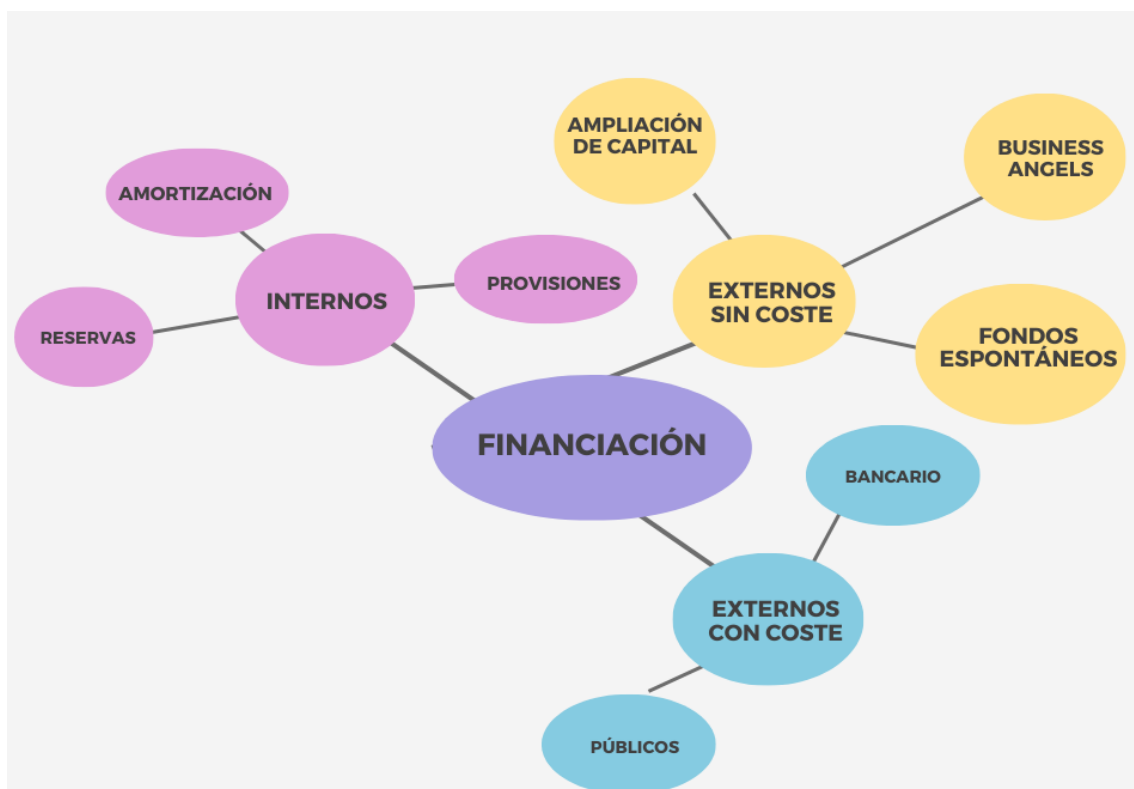 AMPLIACIÓN
DE CAPITAL
BUSINESS
ANGELS
AMORTIZACIÓN
PROVISIONES
INTERNOS
EXTERNOS
SIN COSTE
RESERVAS
FONDOS
ESPONTÁNEOS
FINANCIACIÓN
BANCARIO
EXTERNOS
CON COSTE
PÚBLICOS